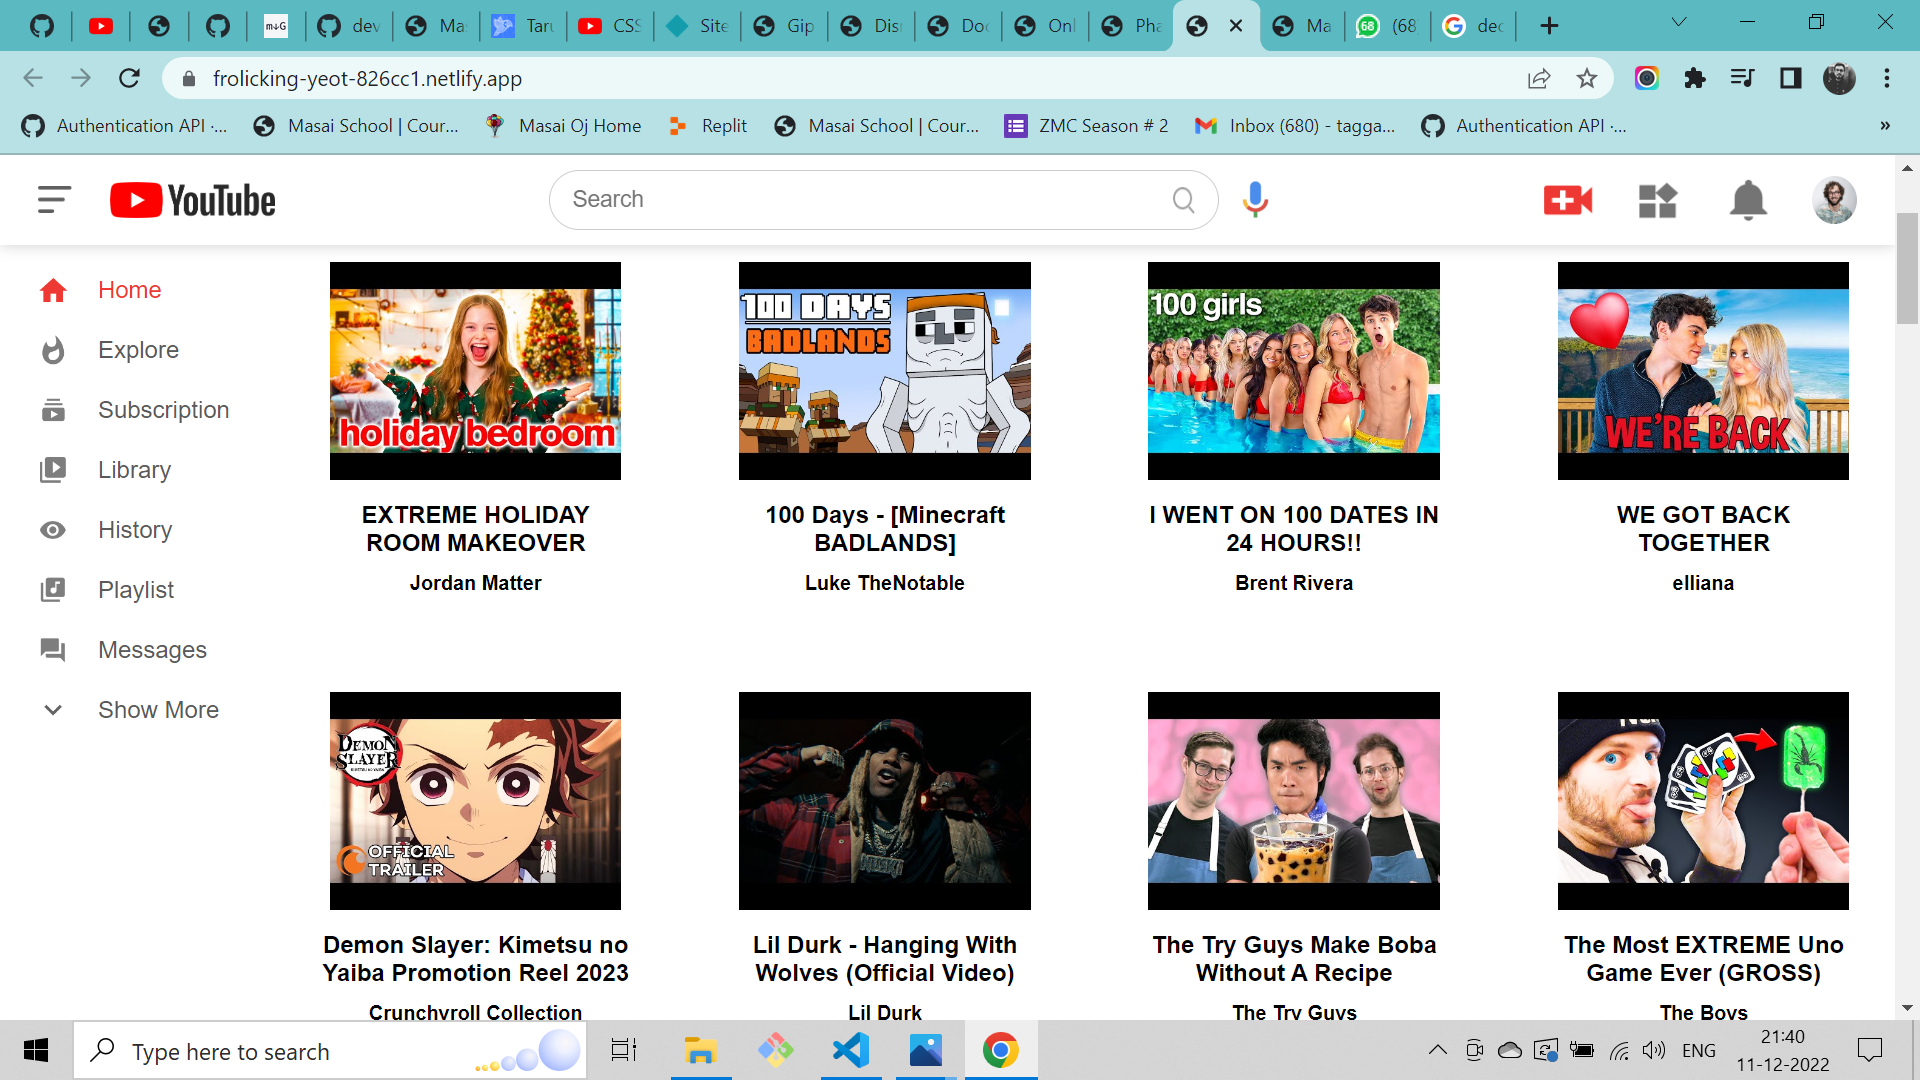 dev
Mas
Taru
CSS
Site
Gip
Disr
Doc
Onl
Pha
Ma
(68
dec
frolicking-yeot-826cc1.netlify.app
Authentication API ·...
Masai School | Cour...
Masai Oj Home
Replit
Masai School | Cour...
ZMC Season # 2
Inbox (680) - tagga...
Authentication API ·...
»
YouTube
Search
Home
Explore
Subscription
Library
History
Playlist
Messages
Show More
holiday bedroom
100 DAYS
BADLANDS
100 girls
WE'RE BACK
EXTREME HOLIDAY
ROOM MAKEOVER
Jordan Matter
100 Days - [Minecraft
BADLANDS]
Luke TheNotable
I WENT ON 100 DATES IN
24 HOURS!!
Brent Rivera
WE GOT BACK
TOGETHER
elliana
DEMON
SLAYER
OFFICIAL
TRAILER
Demon Slayer: Kimetsu no
Yaiba Promotion Reel 2023
Crunchyroll Collection
Lil Durk - Hanging With
Wolves (Official Video)
Lil Durk
The Try Guys Make Boba
Without A Recipe
The Try Guys
The Most EXTREME Uno
Game Ever (GROSS)
The Boys
Type here to search
ENG
21:40
11-12-2022